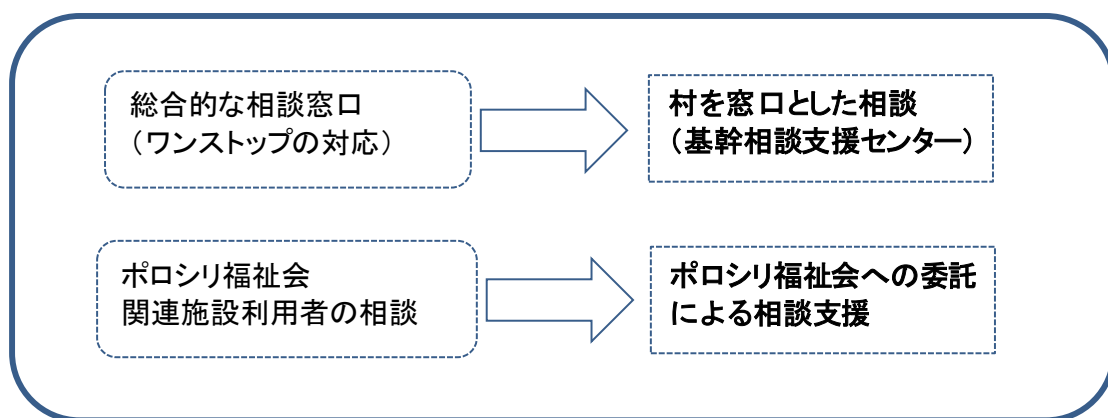 総合的な相談窓口
（ワンストップの対応）
村を窓口とした相談
（基幹相談支援センター）
ポロシリ福祉会
関連施設利用者の相談
ポロシリ福祉会への委託
による相談支援